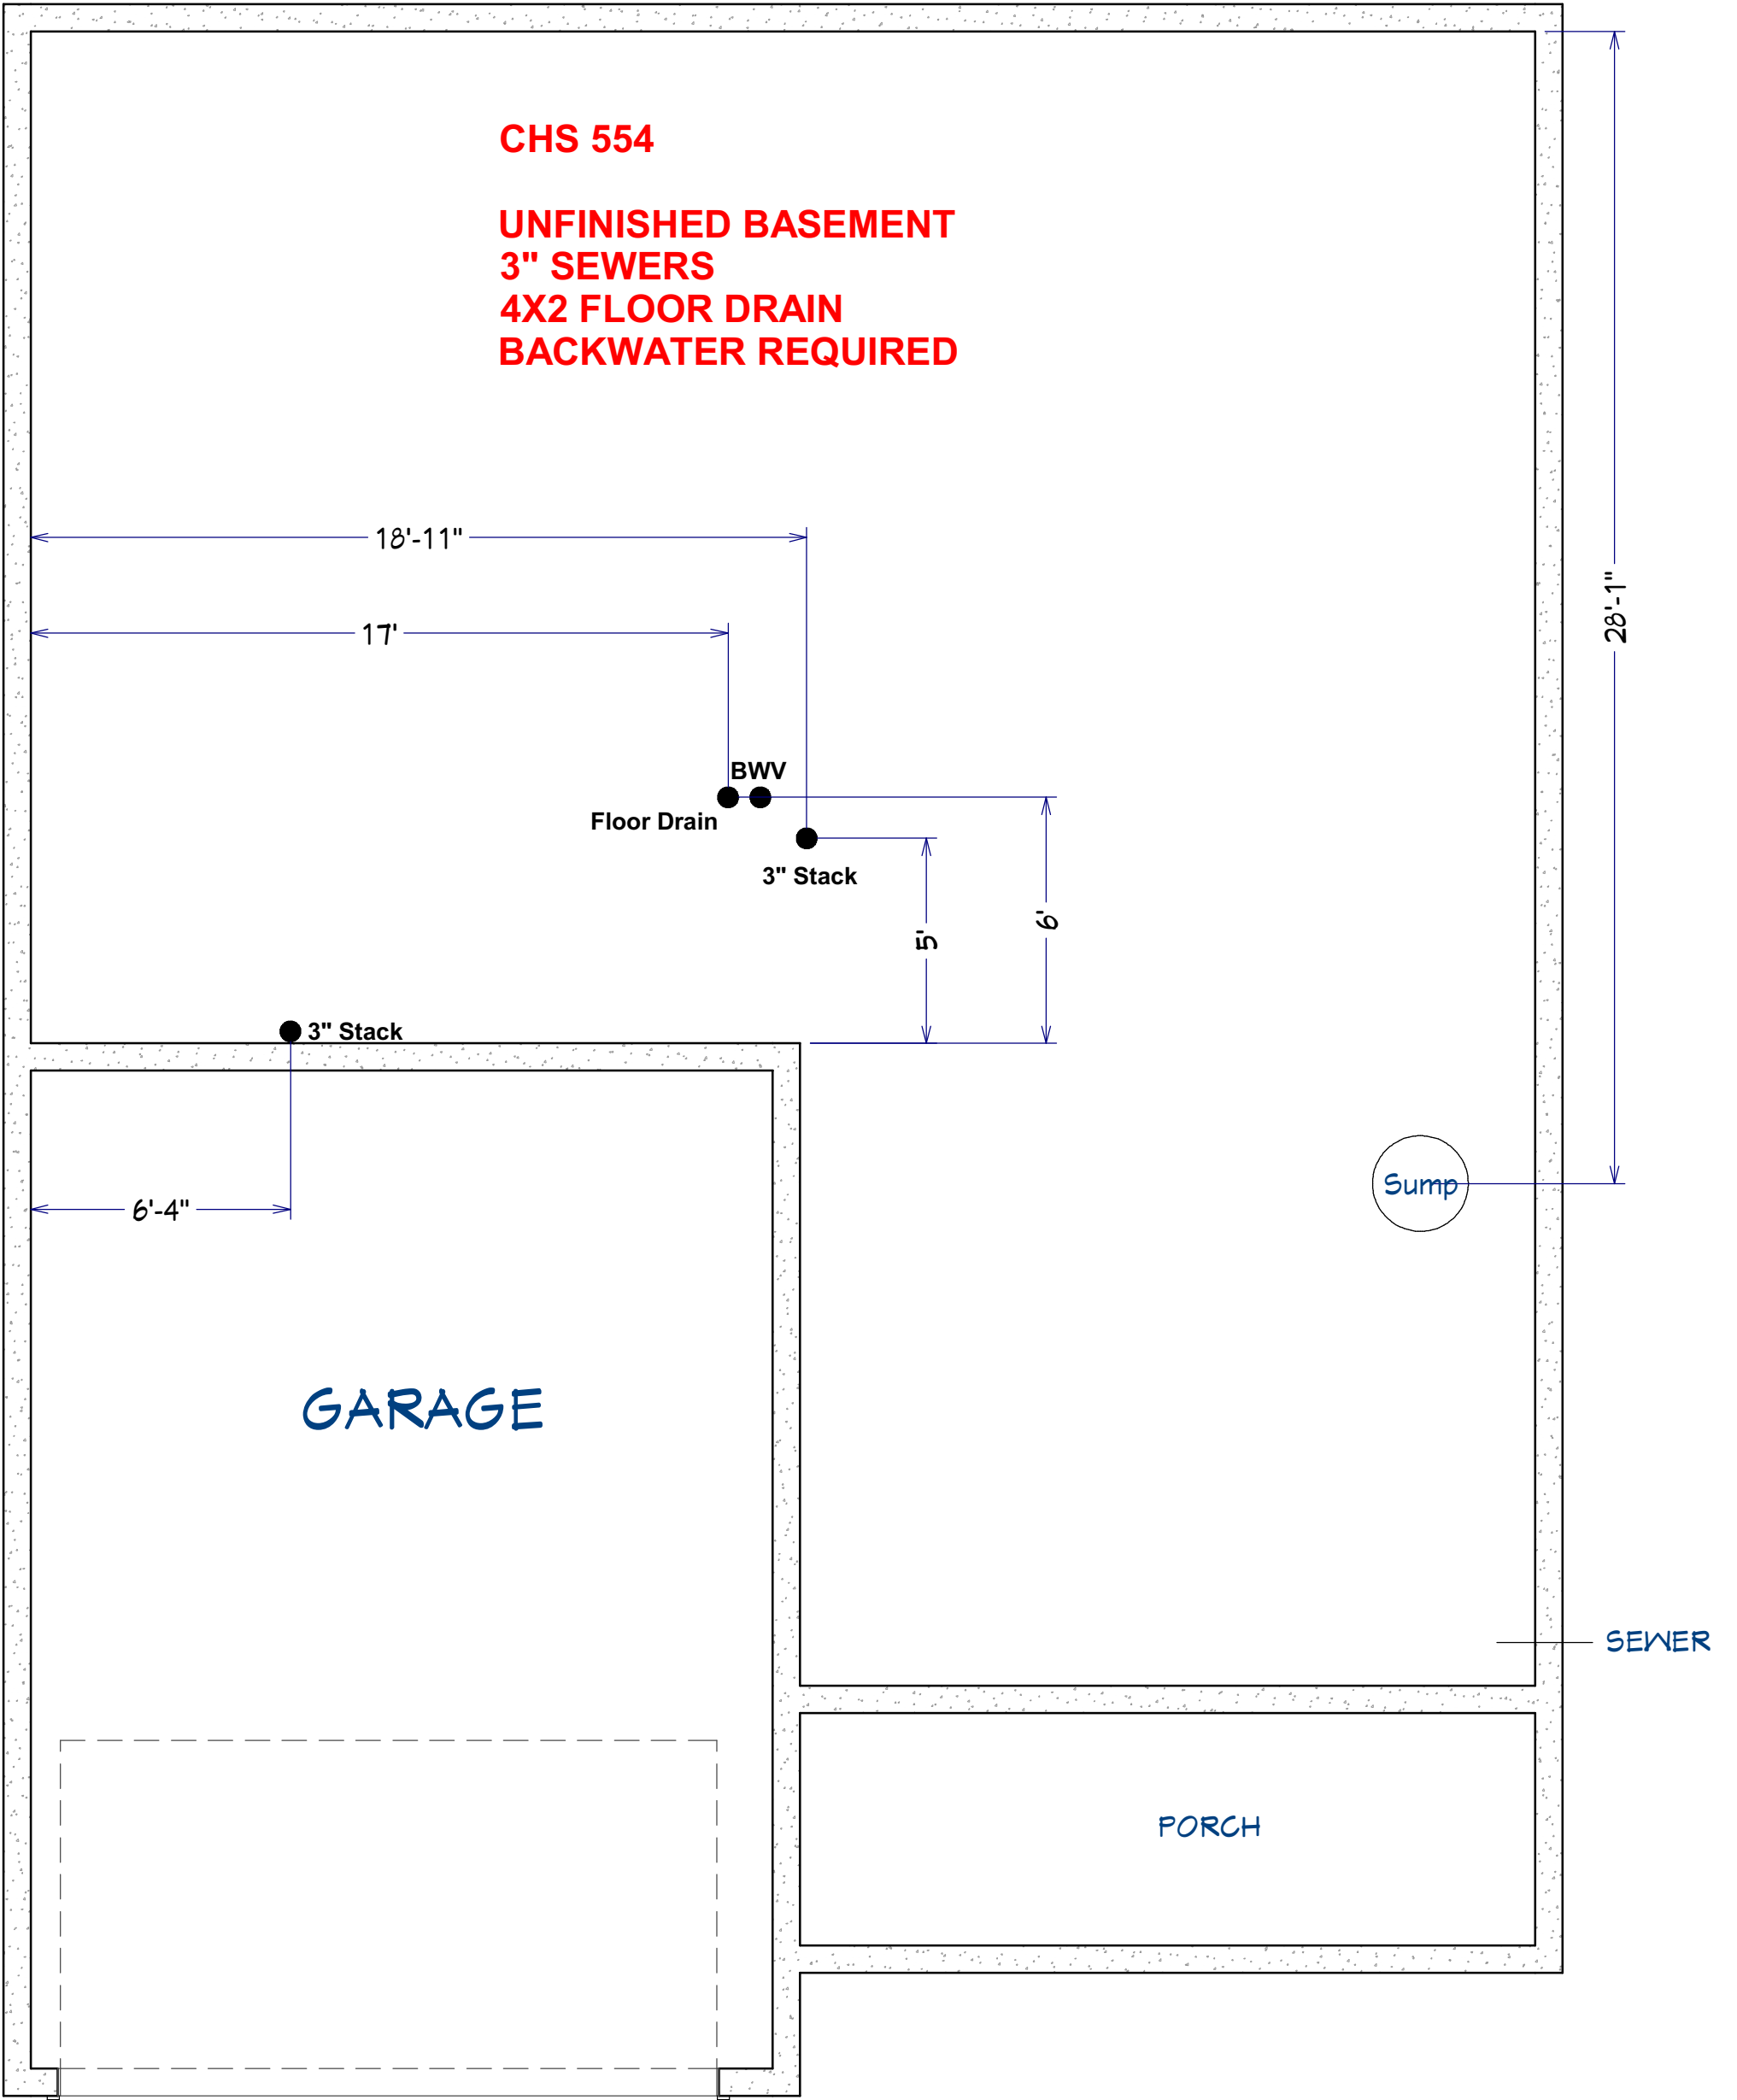 CHS 554
UNFINISHED BASEMENT
3" SEWERS
4X2 FLOOR DRAIN
BACKWATER REQUIRED
18'-11"
28'-1"
17'
BWV
Floor Drain
3" Stack
6'
5'
3" Stack
Sump
6'-4"
GARAGE
SEWER
PORCH